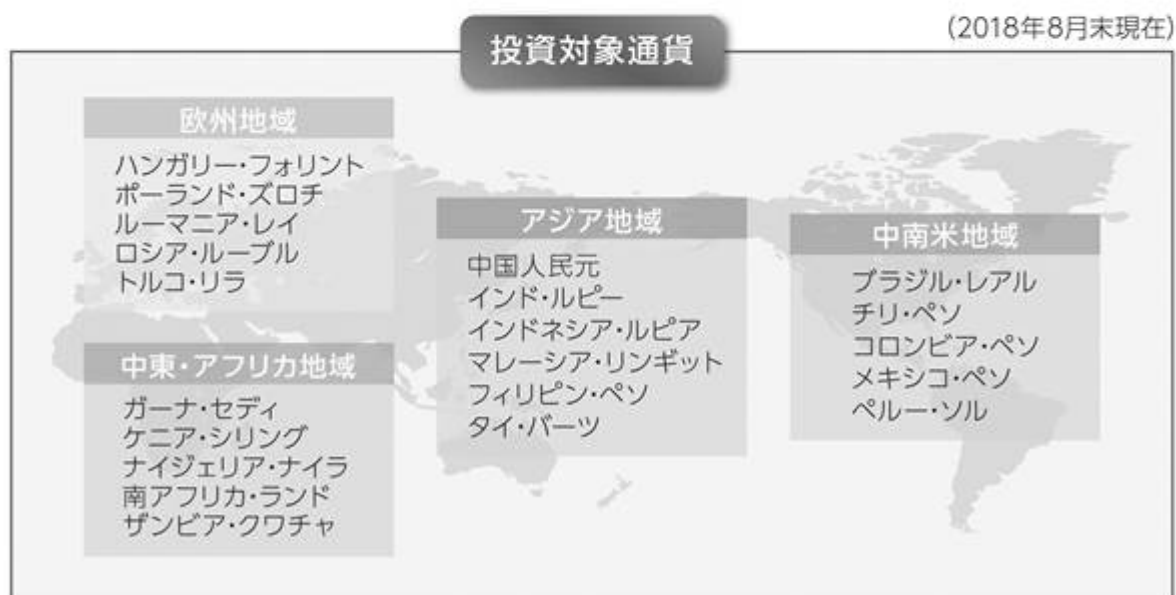 (2018年8月末現在)
投資対象通貨
欧州地域
ハンガリー・フォリント
ポーランド・ズロチ
ルーマニア・レイ
ロシア・ルーブル
トルコ・リラ
中東・アフリカ地域
ガーナ・セディ
ケニア・シリング
ナイジェリア・ナイラ
南アフリカ・ランド
ザンビア・クワチャ
アジア地域
中国人民元
インド・ルピー
インドネシア・ルピア
マレーシア・リンギット
フィリピン・ペソ
タイ・バーツ
中南米地域
ブラジル・レアル
チリ・ペソ
コロンビア・ペソ
メキシコ・ペソ
ペルー・ソル